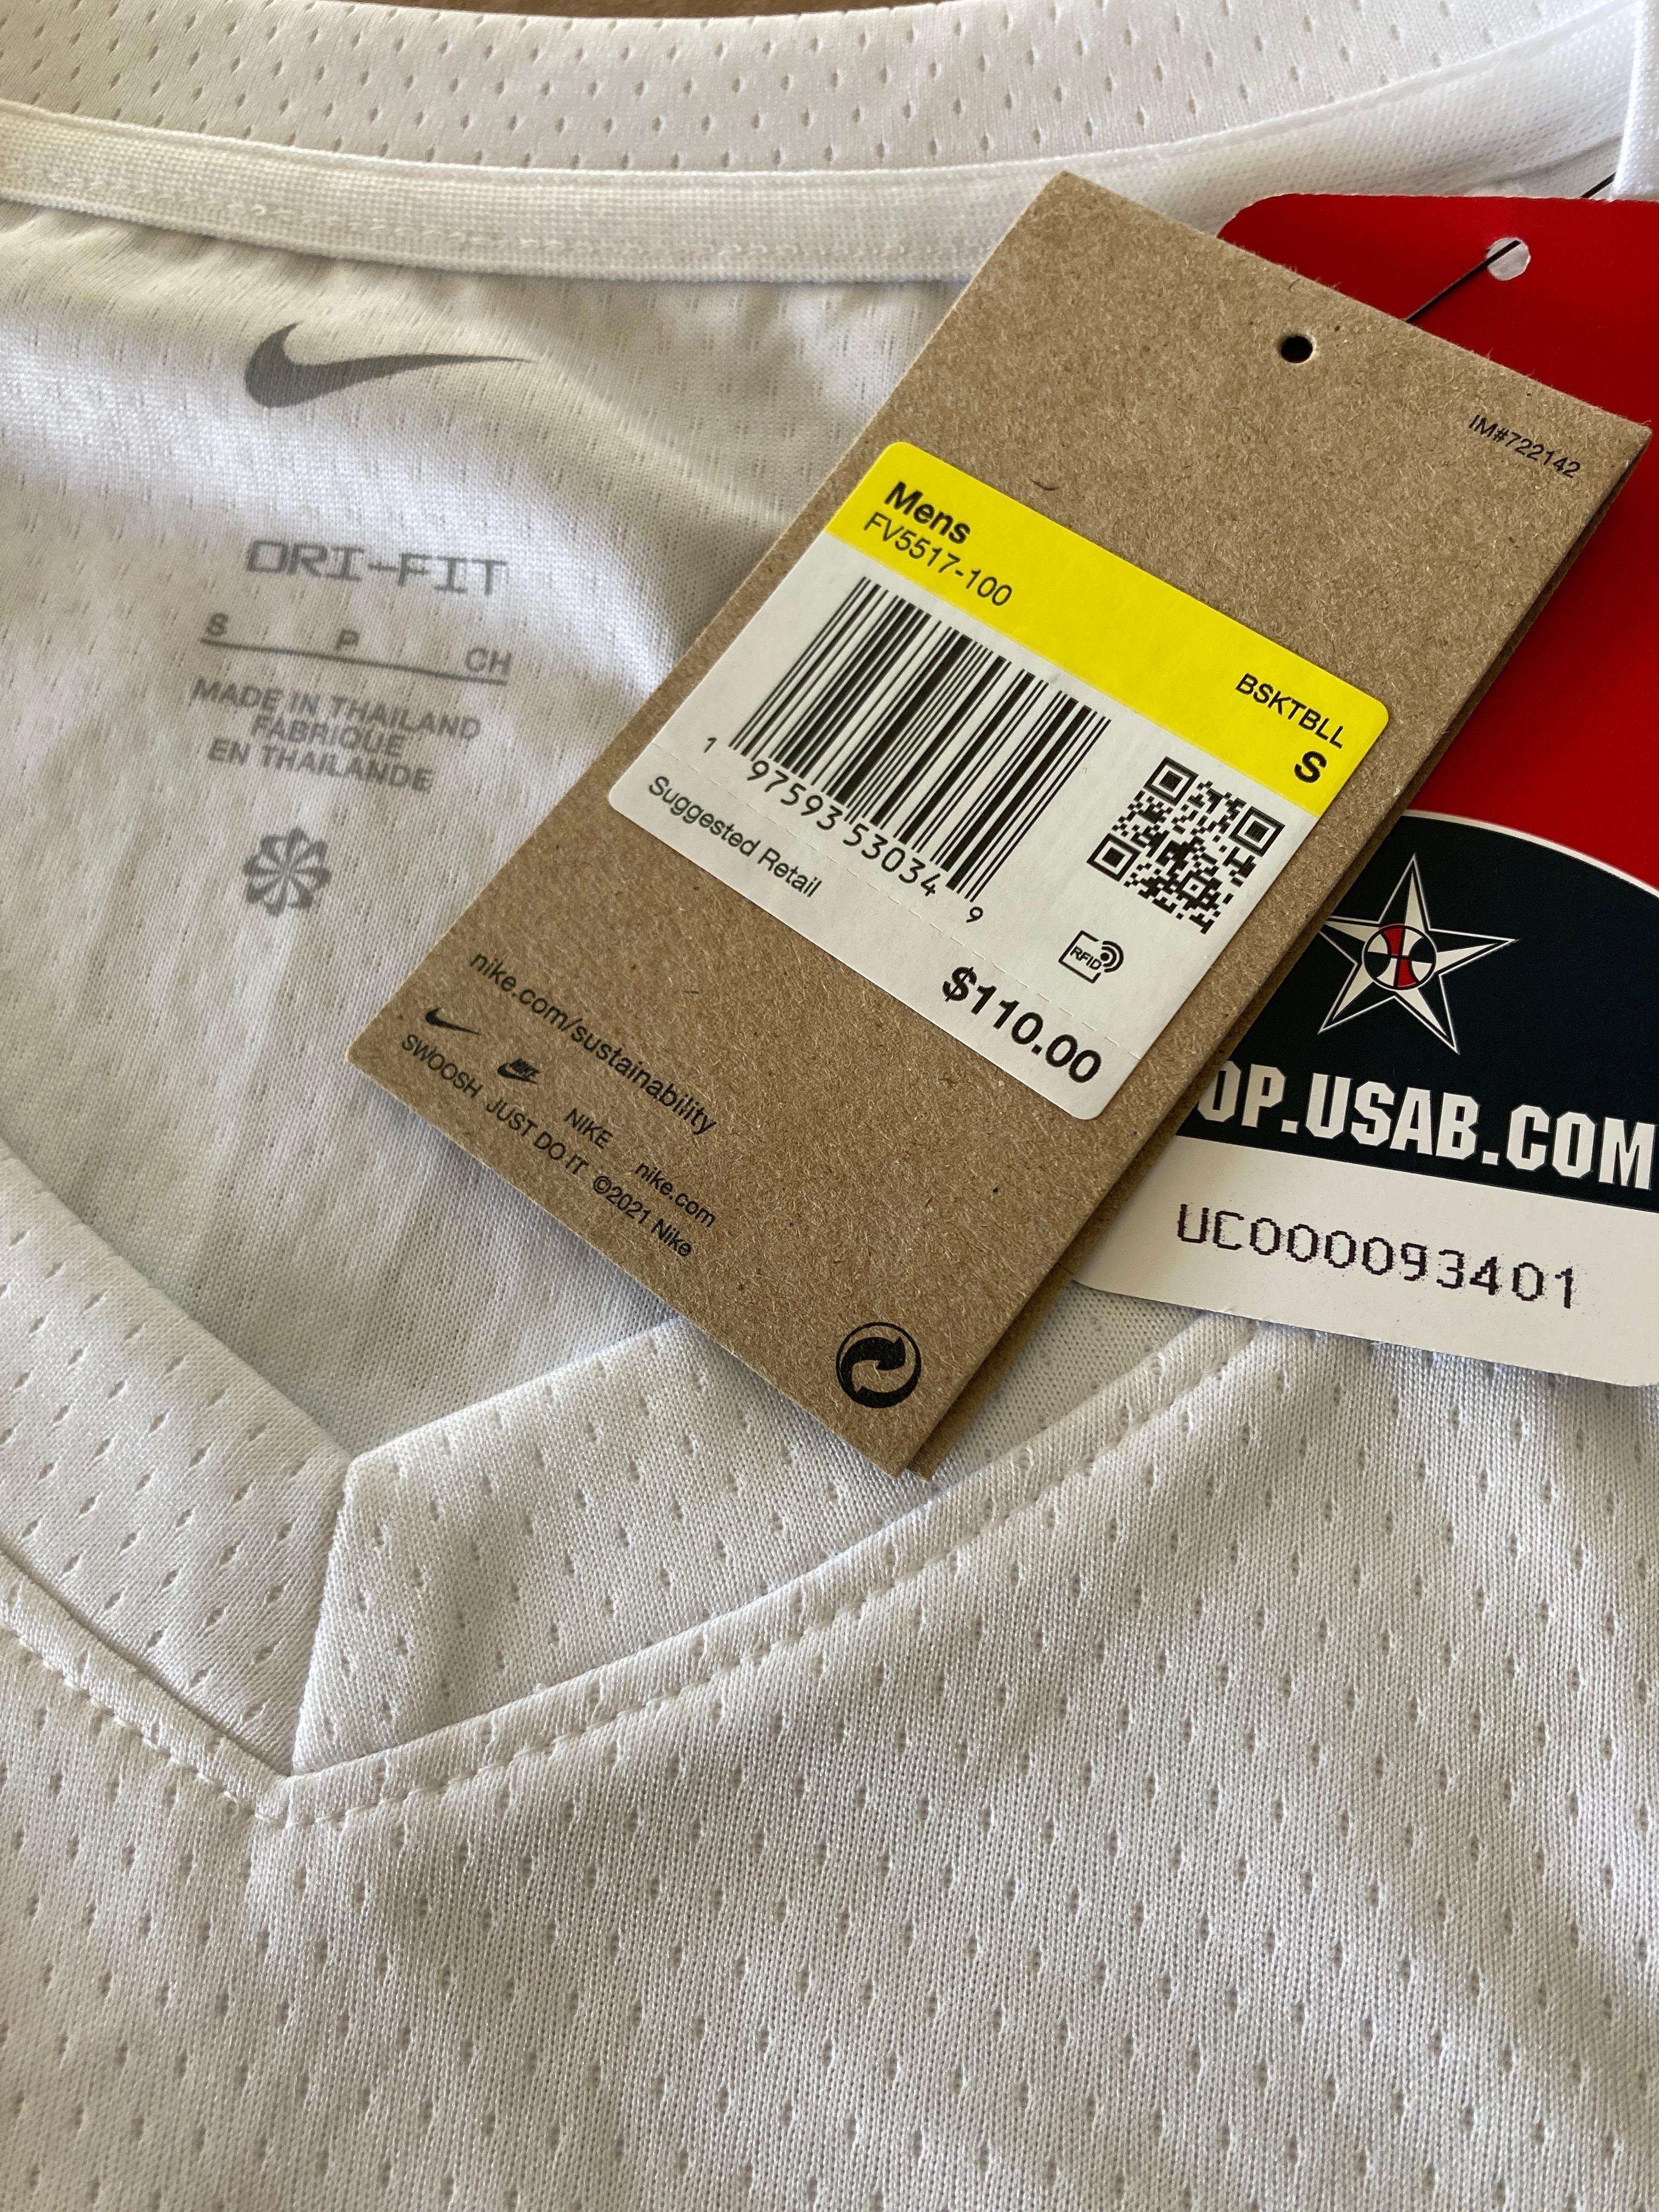 DRI-FIT
S P CH
MADE IN THAILAND
FABRIQUÉ
EN THAÏLANDE
IM#722142
Mens
FV5517-100
BSKTBLL
S
1 97593 53034 9
RFID
Suggested Retail
$110.00
nike.com/sustainability
NIKE nike.com
SWOOSH JUST DO IT ©2021 Nike
OP.USAB.COM
UC000093401